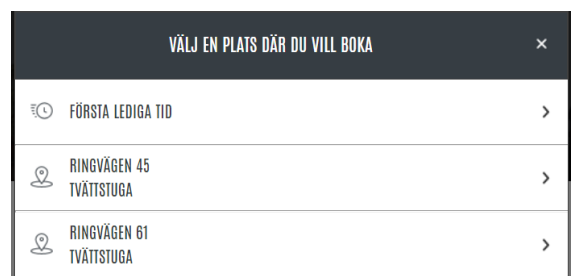 VÄLJ EN PLATS DÄR DU VILL BOKA
FÖRSTA LEDIGA TID
RINGVÄGEN 45
TVÄTTSTUGA
RINGVÄGEN 61
TVÄTTSTUGA